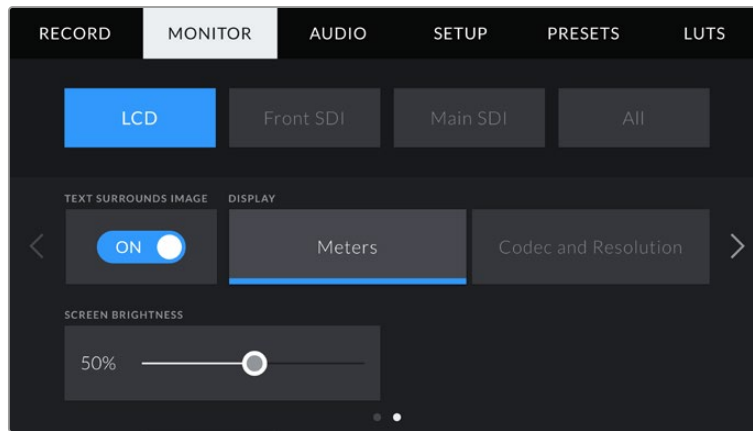 RECORD MONITOR AUDIO SETUP PRESETS LUTS
LCD Front SDI Main SDI All
TEXT SURROUNDS IMAGE DISPLAY
ON Meters Codec and Resolution
SCREEN BRIGHTNESS
50%